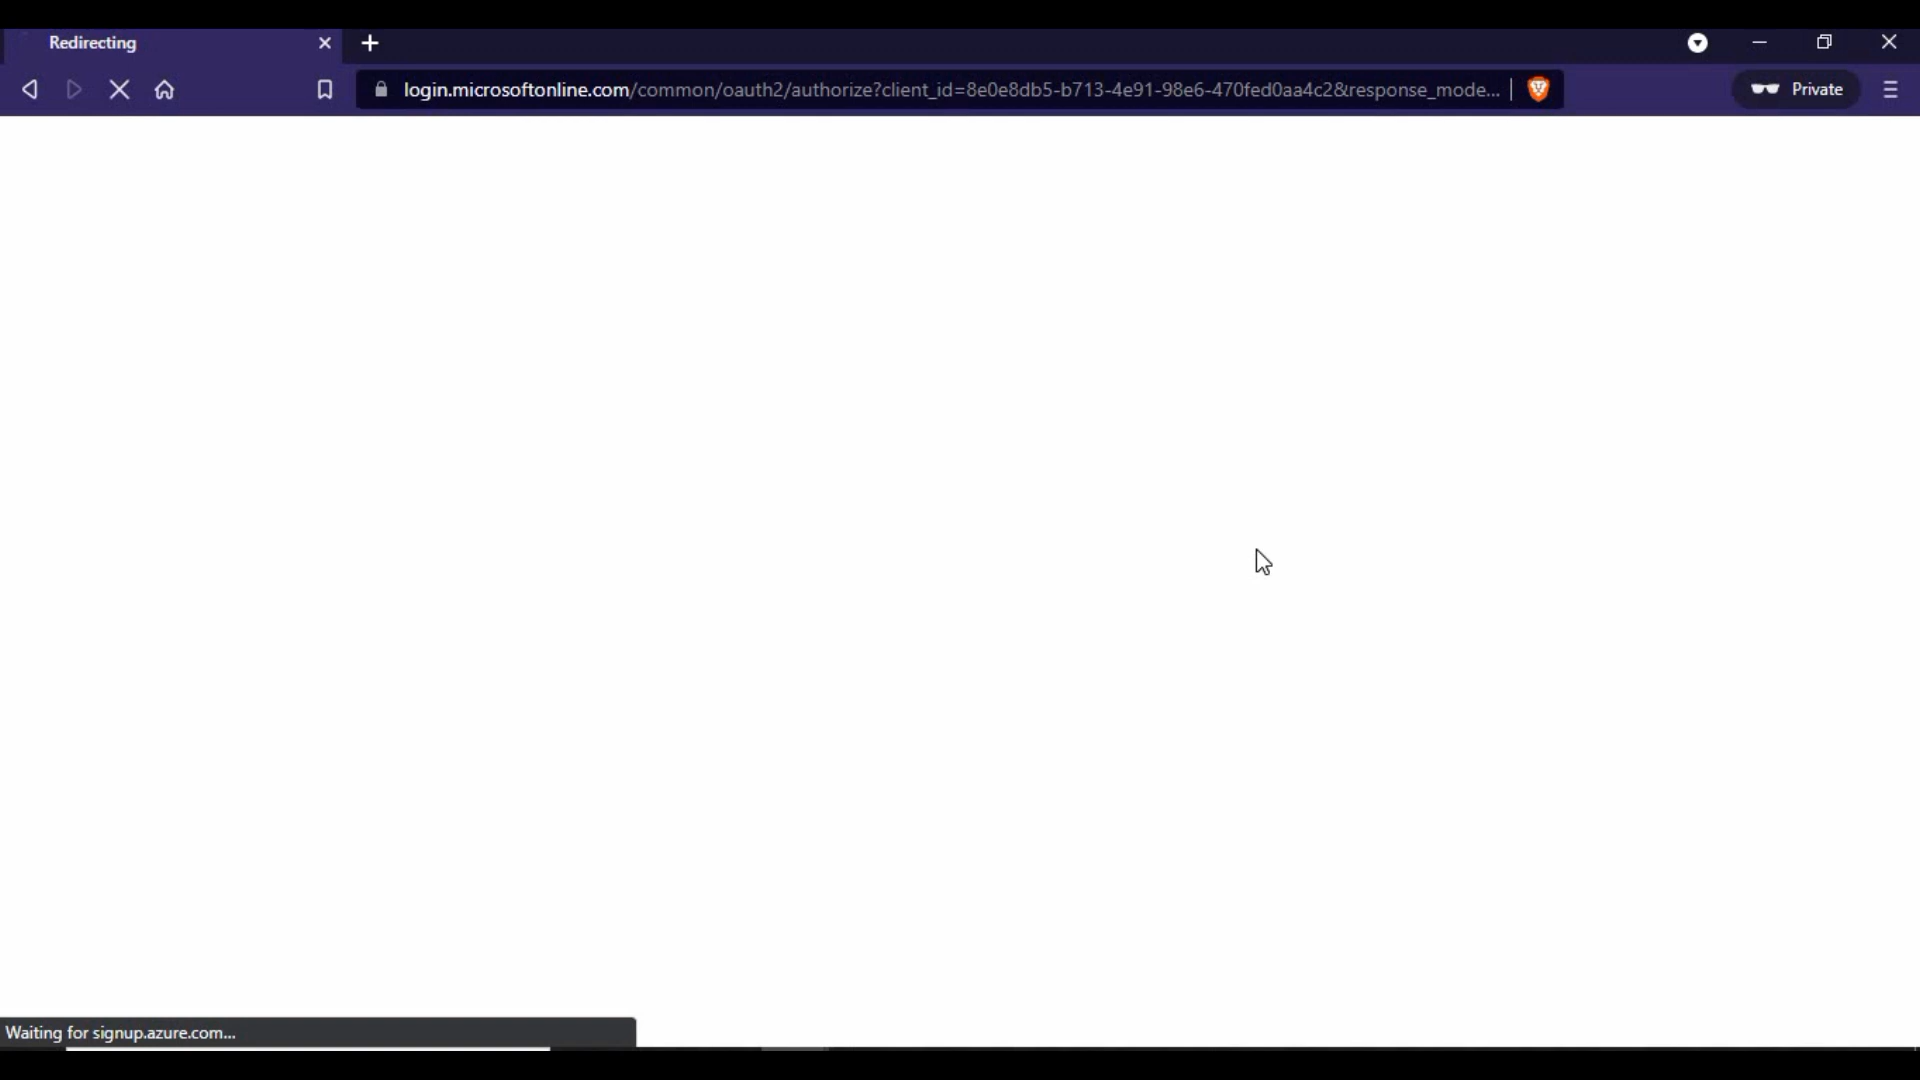 Redirecting
login.microsoftonline.com/common/oauth2/authorize?client_id=8e0e8db5-b713-4e91-98e6-470fed0aa4c2&response_mode...
Private
Waiting for signup.azure.com...